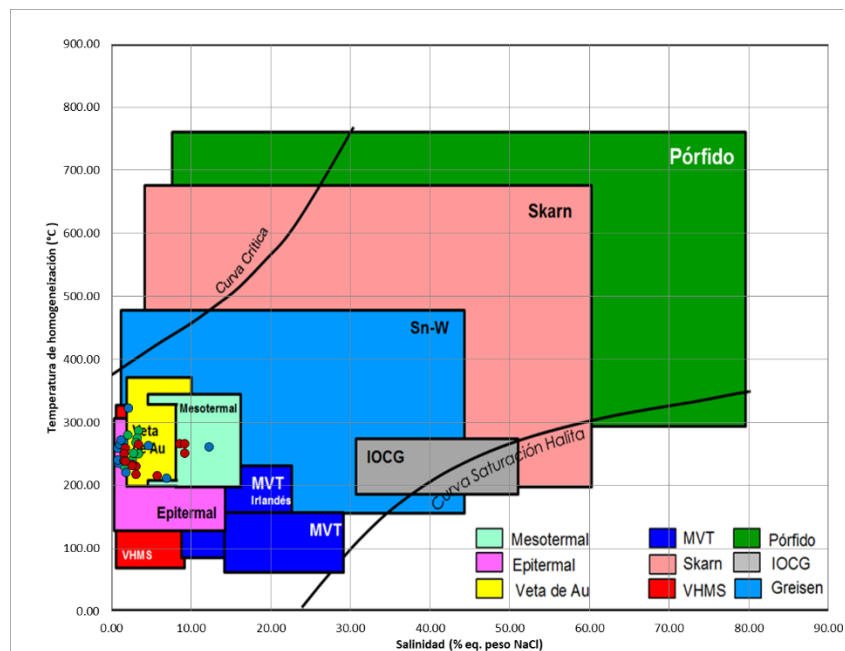 900.00
800.00
700.00
600.00
500.00
400.00
300.00
200.00
100.00
0.00
Temperatura de homogeneización (°C)
Pórfido
Skarn
Curva Crítica
Sn-W
Mesotermal
Veta
de Au
IOCG
Curva Saturación Halita
MVT
Irlandés
Epitermal
MVT
VHMS
Mesotermal
MVT
Pórfido
Epitermal
Skarn
IOCG
Veta de Au
VHMS
Greisen
0.00 10.00 20.00 30.00 40.00 50.00 60.00 70.00 80.00 90.00
Salinidad (% eq. peso NaCl)